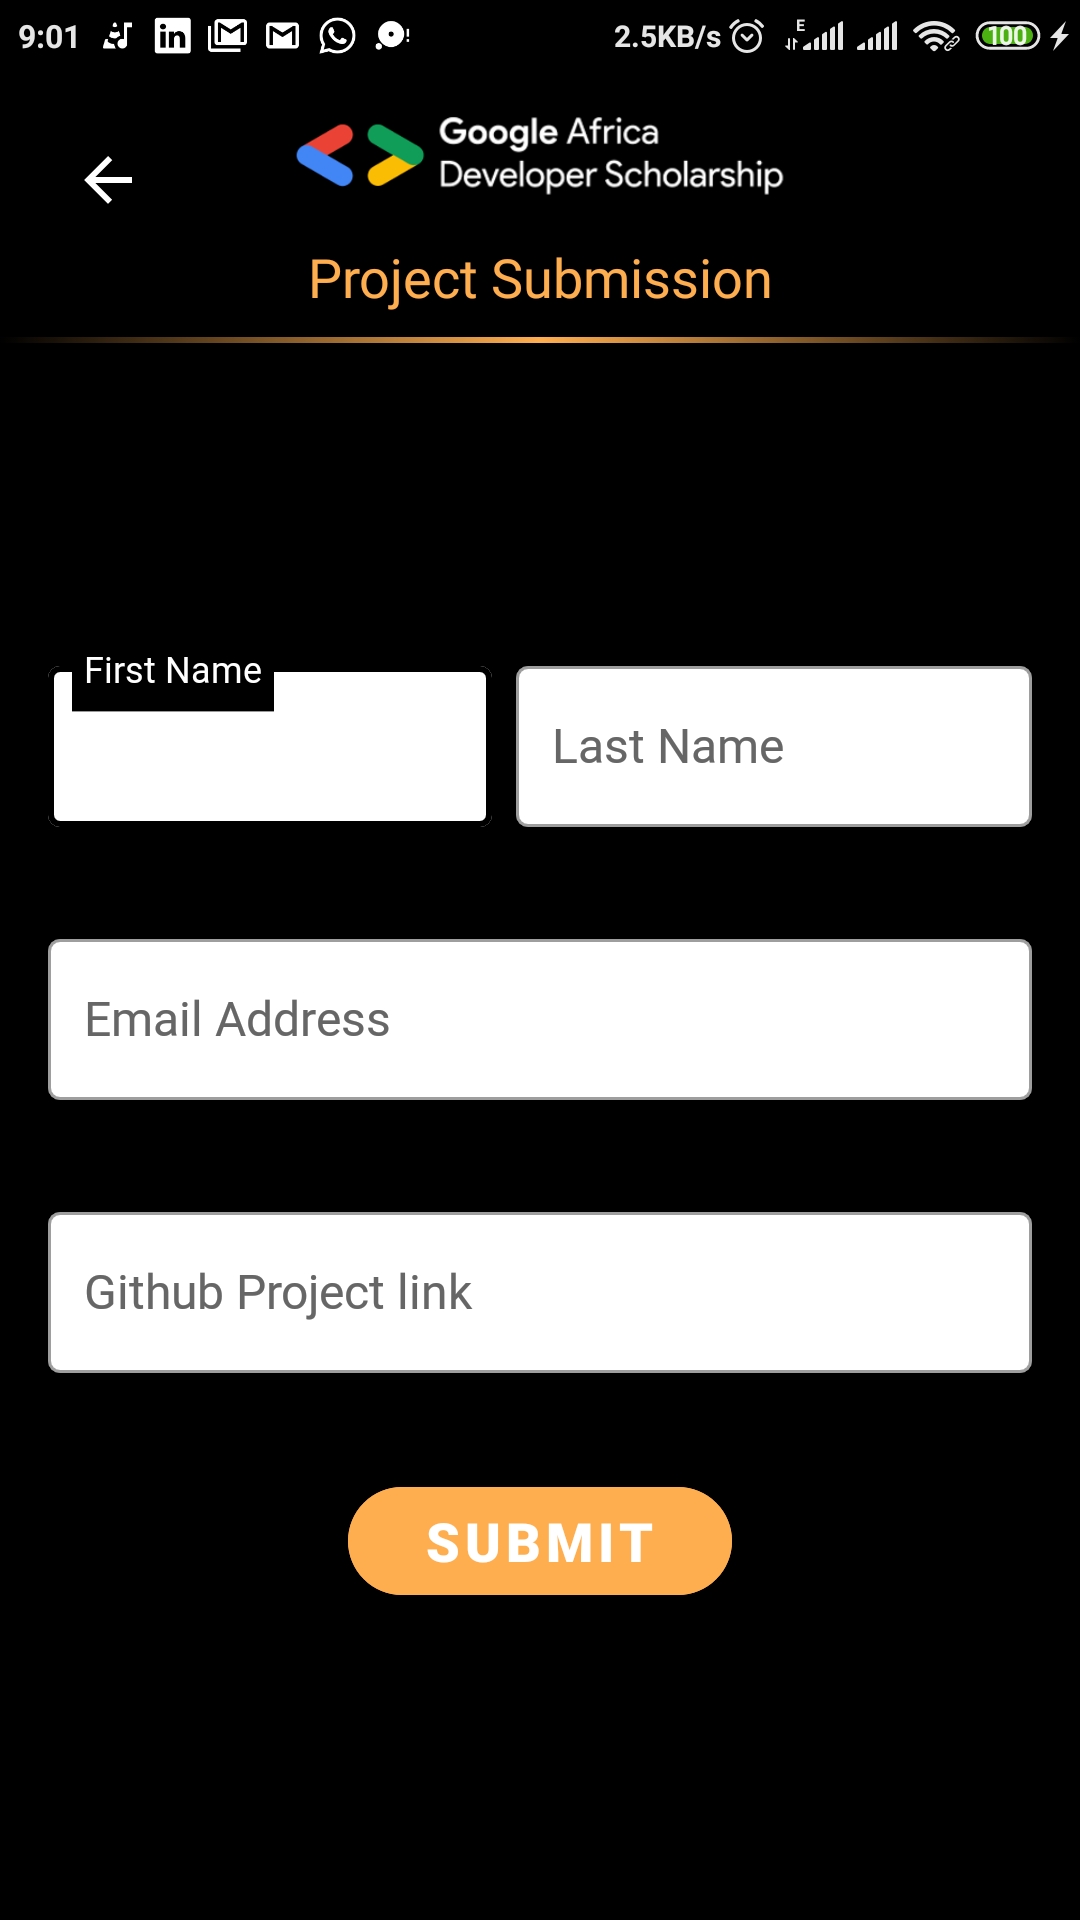 9:01 2.5KB/s E 100
Google Africa
Developer Scholarship
Project Submission
First Name
Last Name
Email Address
Github Project link
SUBMIT